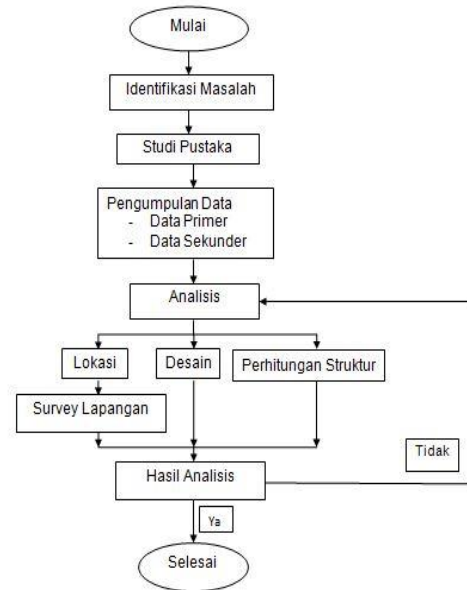 Mulai
Identifikasi Masalah
Studi Pustaka
Pengumpulan Data
- Data Primer
- Data Sekunder
Analisis
Lokasi
Desain
Perhitungan Struktur
Survey Lapangan
Tidak
Hasil Analisis
Ya
Selesai